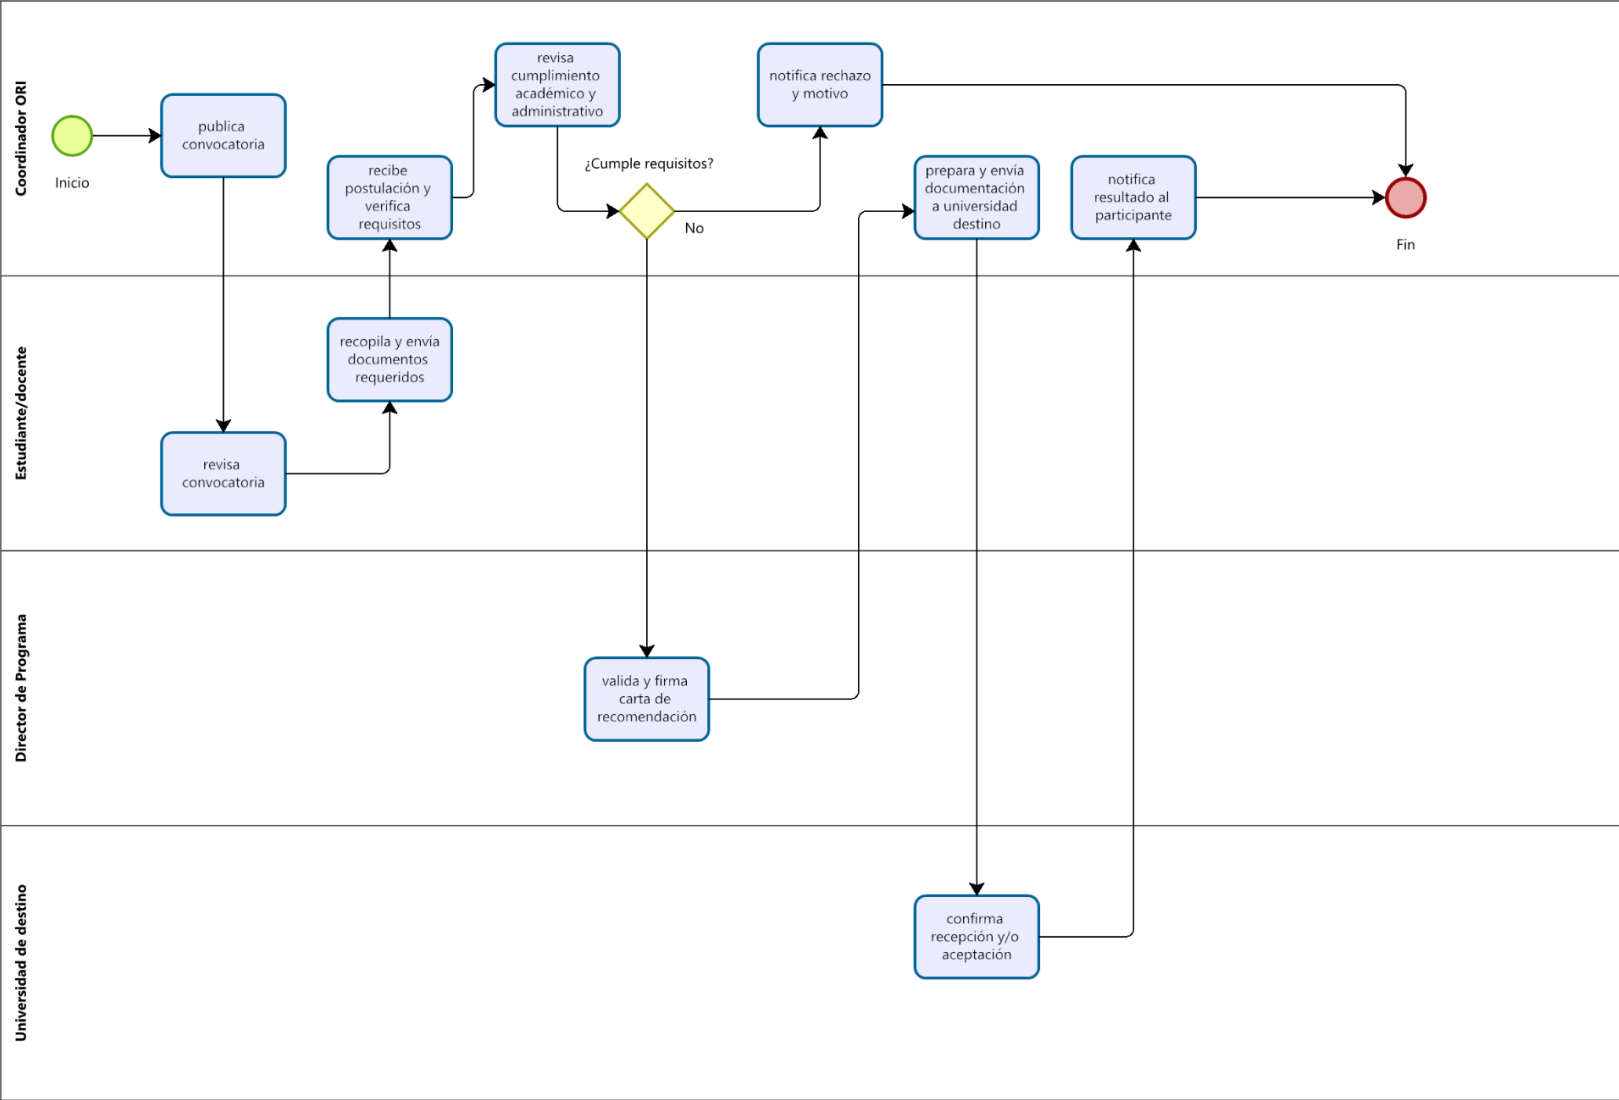 Coordinador ORI
Inicio
publica
convocatoria
recibe
postulación y
verifica
requisitos
revisa
cumplimiento
académico y
administrativo
¿Cumple requisitos?
No
notifica rechazo
y motivo
prepara y envía
documentación
a universidad
destino
notifica
resultado al
participante
Fin
Estudiante/docente
revisa
convocatoria
recopila y envía
documentos
requeridos
Director de Programa
valida y firma
carta de
recomendación
Universidad de destino
confirma
recepción y/o
aceptación